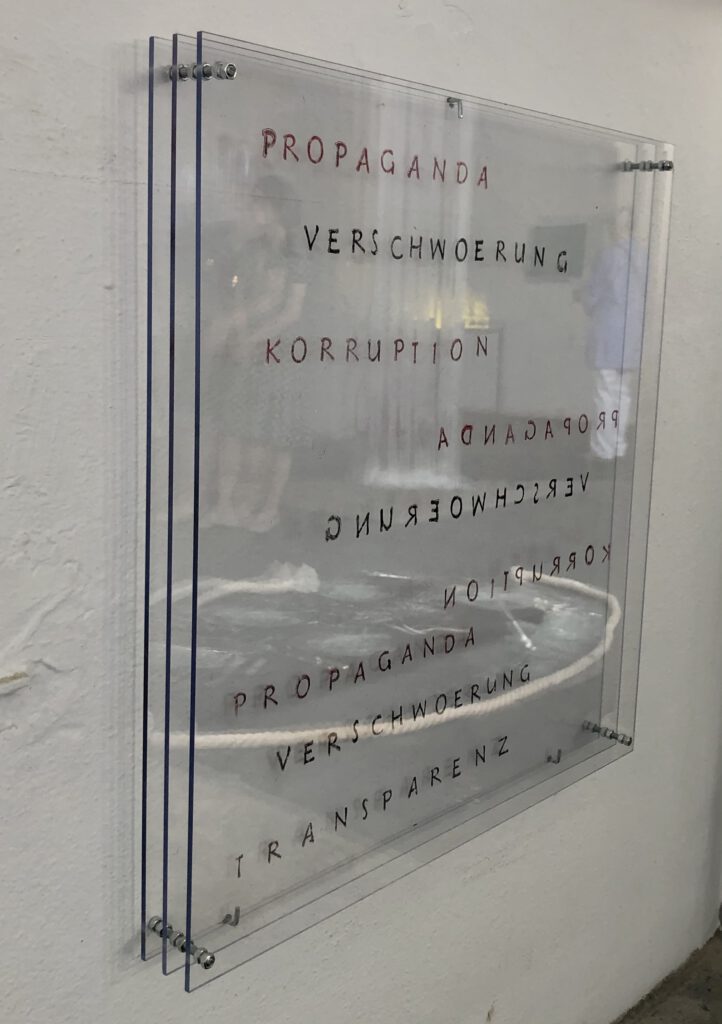 PROPAGANDA
VERSCHWOERUNG
KORRUPTION
PROPAGANDA
VERSCHWOERUNG
KORRUPTION
PROPAGANDA
VERSCHWOERUNG
TRANSPARENZ